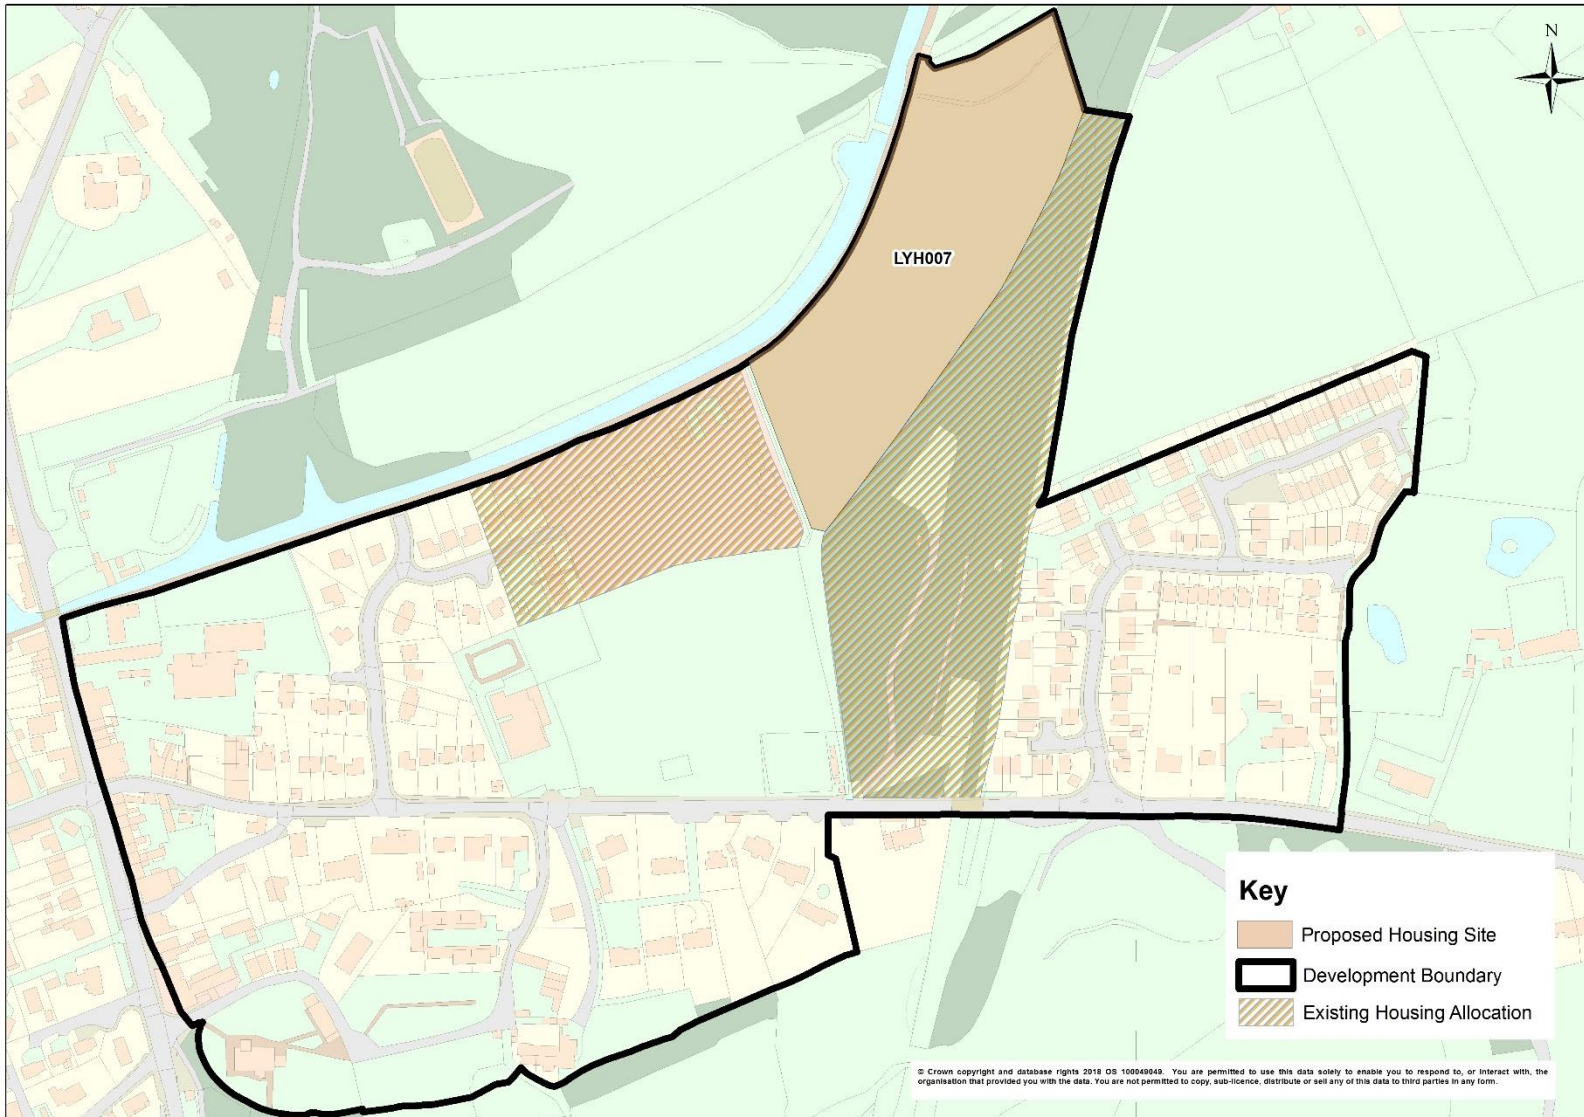 N
LYH007
Key
Proposed Housing Site
Development Boundary
Existing Housing Allocation
© Crown copyright and database rights 2018 OS 100049049. You are permitted to use this data solely to enable you to respond to, or interact with, the
organisation that provided you with the data. You are not permitted to copy, sub-licence, distribute or sell any of this data to third parties in any form.